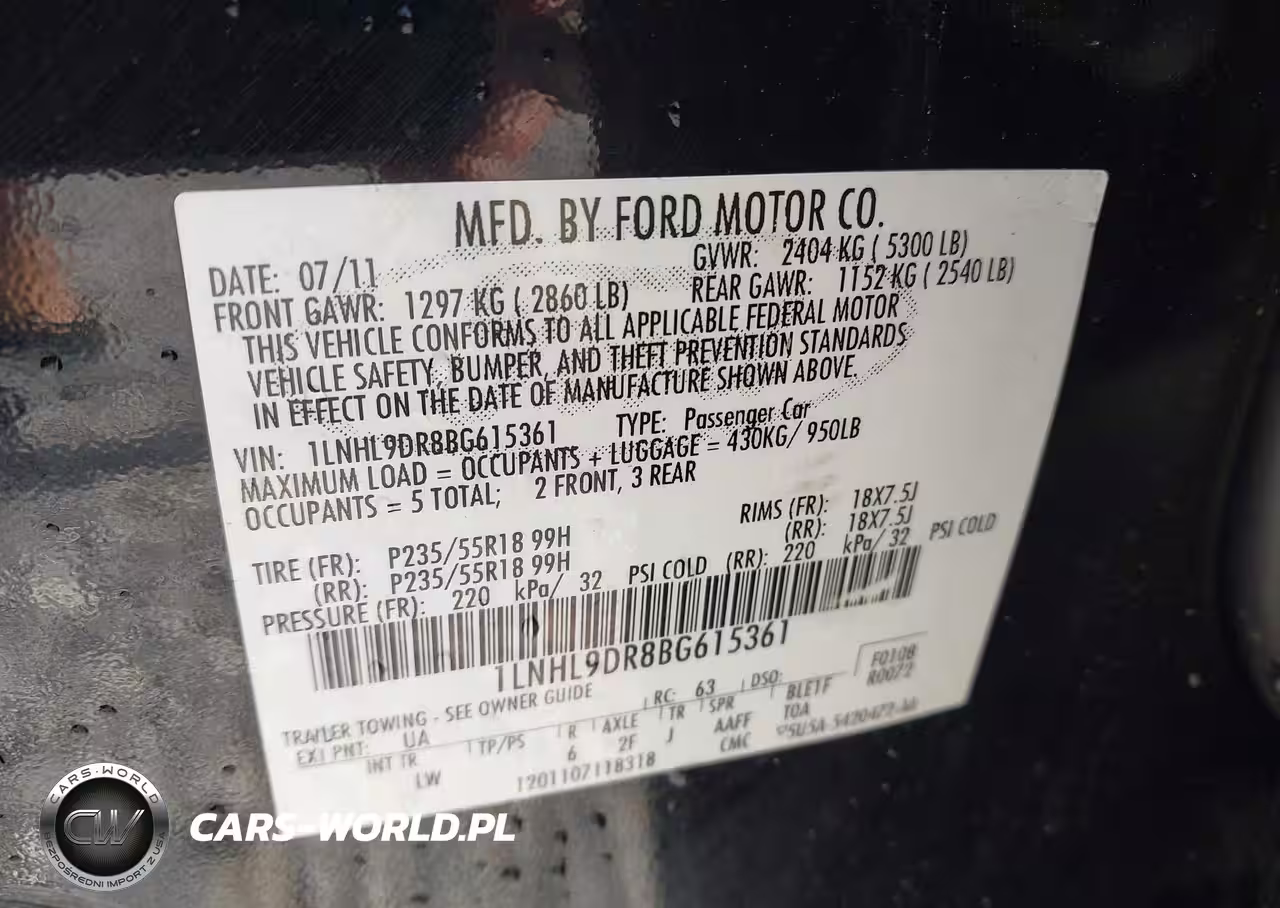 MFD. BY FORD MOTOR CO.
DATE: 07/11 GVWR: 2404 KG ( 5300 LB)
FRONT GAWR: 1297 KG ( 2860 LB) REAR GAWR: 1152 KG ( 2540 LB)
THIS VEHICLE CONFORMS TO ALL APPLICABLE FEDERAL MOTOR
VEHICLE SAFETY, BUMPER, AND THEFT PREVENTION STANDARDS
IN EFFECT ON THE DATE OF MANUFACTURE SHOWN ABOVE.
VIN: 1LNHL9DR8BG615361 TYPE: Passenger Car
MAXIMUM LOAD = OCCUPANTS + LUGGAGE = 430KG/ 950LB
OCCUPANTS = 5 TOTAL; 2 FRONT, 3 REAR
TIRE (FR): P235/55R18 99H RIMS (FR): 18X7.5J
(RR): P235/55R18 99H (RR): 18X7.5J
PRESSURE (FR): 220 kPa/ 32 PSI COLD (RR): 220 kPa/ 32 PSI COLD
1LNHL9DR8BG615361
F0108
R0072
TRAILER TOWING - SEE OWNER GUIDE RC: 63 DSO:
EXT PNT: UA TP/PS R AXLE TR SPR BLETF
INT TR 6 2F J AAFF TOA
LW CMC
1201107118318
CARS-WORLD
CW
BEZPOŚREDNI IMPORT Z USA
CARS-WORLD.PL